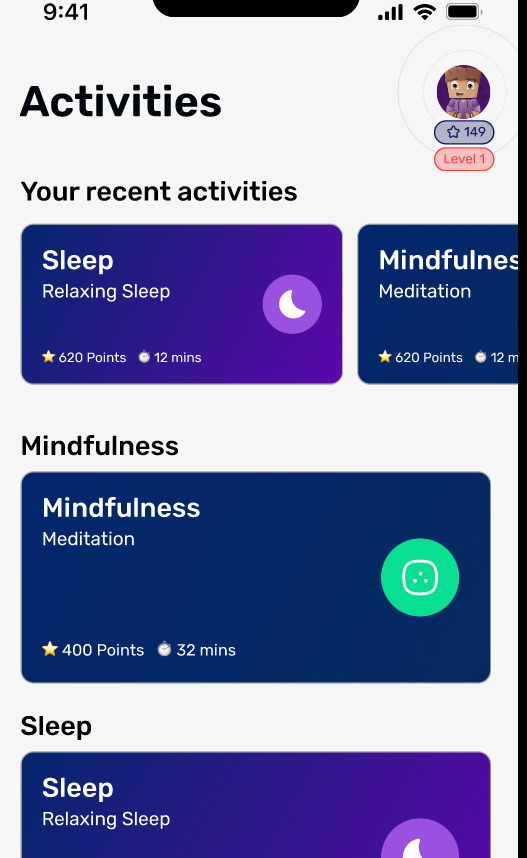 9:41
Activities
149
Level 1
Your recent activities
Sleep
Relaxing Sleep
620 Points 12 mins
Mindfulnes
Meditation
620 Points 12 m
Mindfulness
Mindfulness
Meditation
400 Points 32 mins
Sleep
Sleep
Relaxing Sleep